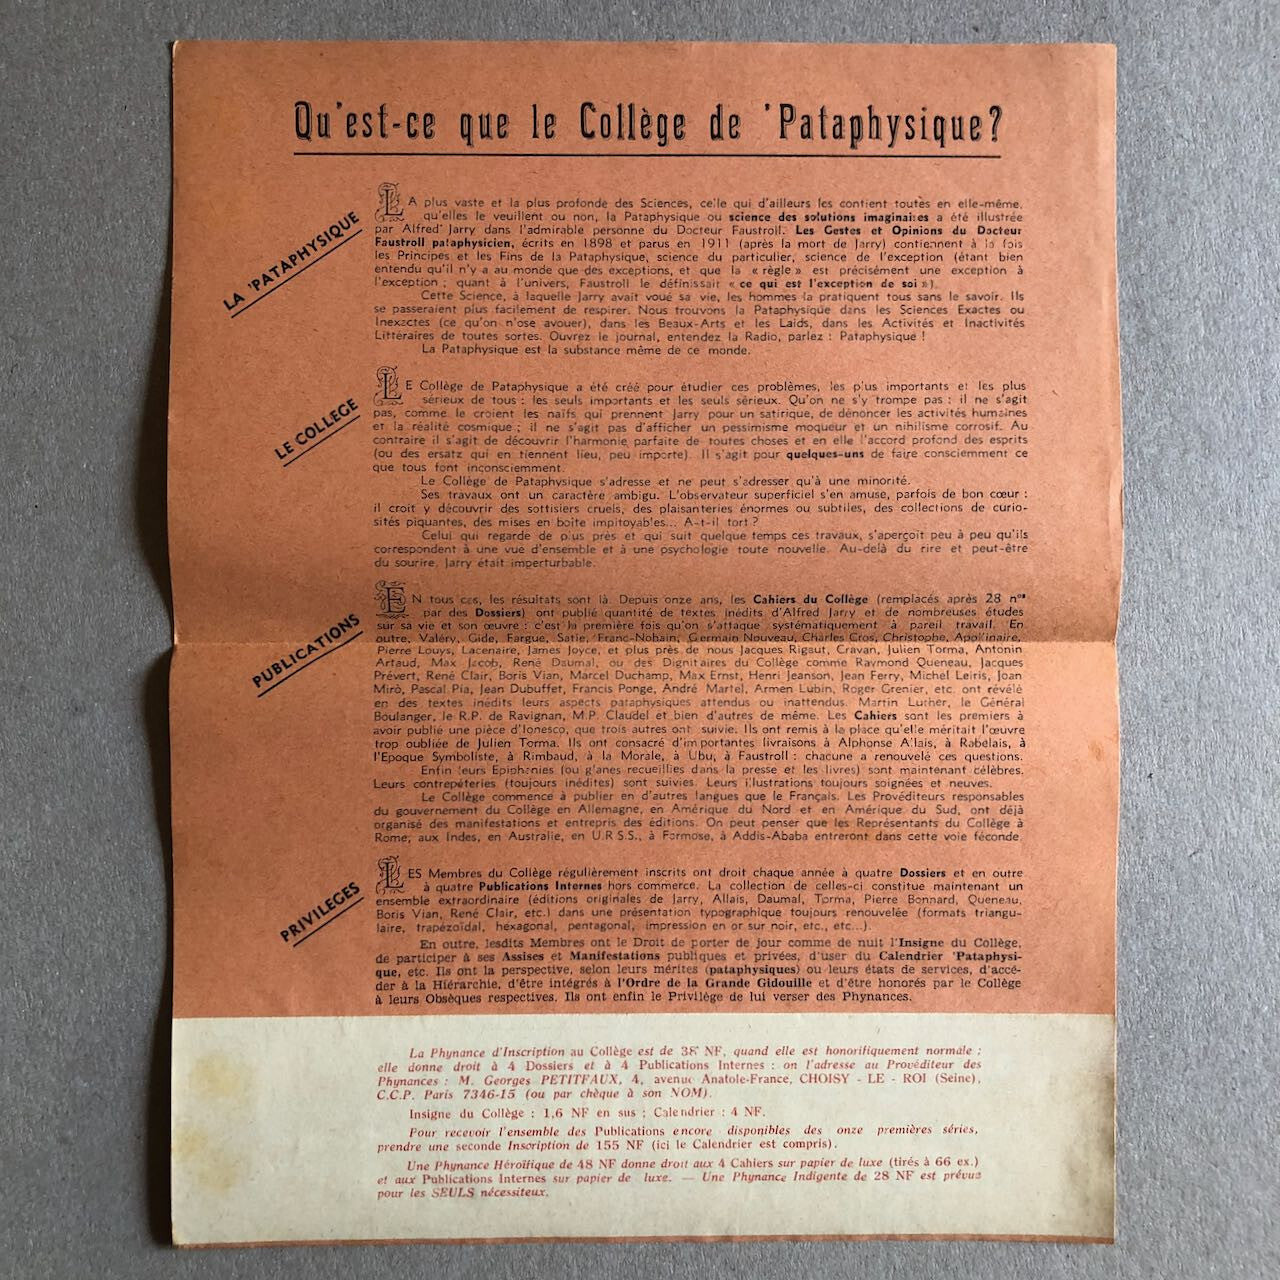 Qu'est-ce que le Collège de 'Pataphysique?
LA 'PATAPHYSIQUE
LA plus vaste et la plus profonde des Sciences, celle qui d'ailleurs les contient toutes en elle-même,
qu'elles le veuillent ou non, la Pataphysique ou science des solutions imaginaires a été illustrée
par Alfred Jarry dans l'admirable personne du Docteur Faustroll. Les Gestes et Opinions du Docteur
Faustroll pataphysicien, écrits en 1898 et parus en 1911 (après la mort de Jarry) contiennent à la fois
les Principes et les Fins de la Pataphysique, science du particulier, science de l'exception (étant bien
entendu qu'il n'y a au monde que des exceptions, et que la « règle » est précisément une exception à
l'exception ; quant à l'univers, Faustroll le définissait « ce qui est l'exception de soi »).
Cette Science, à laquelle Jarry avait voué sa vie, les hommes la pratiquent tous sans le savoir. Ils
se passeraient plus facilement de respirer. Nous trouvons la Pataphysique dans les Sciences Exactes ou
Inexactes (ce qu'on n'ose avouer), dans les Beaux-Arts et les Laids, dans les Activités et Inactivités
Littéraires de toutes sortes. Ouvrez le journal, entendez la Radio, parlez : Pataphysique !
La Pataphysique est la substance même de ce monde.
LE COLLEGE
LE Collège de Pataphysique a été créé pour étudier ces problèmes, les plus importants et les plus
sérieux de tous : les seuls importants et les seuls sérieux. Qu'on ne s'y trompe pas : il ne s'agit
pas, comme le croient les naïfs qui prennent Jarry pour un satirique, de dénoncer les activités humaines
et la réalité cosmique ; il ne s'agit pas d'afficher un pessimisme moqueur et un nihilisme corrosif. Au
contraire il s'agit de découvrir l'harmonie parfaite de toutes choses et en elle l'accord profond des esprits
(ou des ersatz qui en tiennent lieu, peu importe). Il s'agit pour quelques-uns de faire consciemment ce
que tous font inconsciemment.
Le Collège de Pataphysique s'adresse et ne peut s'adresser qu'à une minorité.
Ses travaux ont un caractère ambigu. L'observateur superficiel s'en amuse, parfois de bon cœur :
il croit y découvrir des sottisiers cruels, des plaisanteries énormes ou subtiles, des collections de curio-
sités piquantes, des mises en boîte impitoyables... A-t-il tort ?
Celui qui regarde de plus près et qui suit quelque temps ces travaux, s'aperçoit peu à peu qu'ils
correspondent à une vue d'ensemble et à une psychologie toute nouvelle. Au-delà du rire et peut-être
du sourire. Jarry était imperturbable.
PUBLICATIONS
EN tous cas, les résultats sont là. Depuis onze ans, les Cahiers du Collège (remplacés après 28 nos
par des Dossiers) ont publié quantité de textes inédits d'Alfred Jarry et de nombreuses études
sur sa vie et son œuvre : c'est la première fois qu'on s'attaque systématiquement à pareil travail. En
outre, Valéry, Gide, Fargue, Satie, Franc-Nohain, Germain Nouveau, Charles Cros, Christophe, Apollinaire,
Pierre Louys, Lacenaire, James Joyce, et plus près de nous Jacques Rigaut, Cravan, Julien Torma, Antonin
Artaud, Max Jacob, René Daumal, ou des Dignitaires du Collège comme Raymond Queneau, Jacques
Prévert, René Clair, Boris Vian, Marcel Duchamp, Max Ernst, Henri Jeanson, Jean Ferry, Michel Leiris, Joan
Mirò, Pascal Pia, Jean Dubuffet, Francis Ponge, André Martel, Armen Lubin, Roger Grenier, etc. ont révélé
en des textes inédits leurs aspects pataphysiques attendus ou inattendus. Martin Luther, le Général
Boulanger, le R.P. de Ravignan, M.P. Claudel et bien d'autres de même. Les Cahiers sont les premiers à
avoir publié une pièce d'Ionesco, que trois autres ont suivie. Ils ont remis à la place qu'elle méritait l'œuvre
trop oubliée de Julien Torma. Ils ont consacré d'importantes livraisons à Alphonse Allais, à Rabelais, à
l'Epoque Symboliste, à Rimbaud, à la Morale, à Ubu, à Faustroll : chacune a renouvelé ces questions.
Enfin leurs Epiphanies (ou glanes recueillies dans la presse et les livres) sont maintenant célèbres.
Leurs contrepèteries (toujours inédites) sont suivies. Leurs illustrations toujours soignées et neuves.
Le Collège commence à publier en d'autres langues que le Français. Les Provéditeurs responsables
du gouvernement du Collège en Allemagne, en Amérique du Nord et en Amérique du Sud, ont déjà
organisé des manifestations et entrepris des éditions. On peut penser que les Représentants du Collège à
Rome, aux Indes, en Australie, en U.R.S.S., à Formose, à Addis-Ababa entreront dans cette voie féconde.
PRIVILEGES
LES Membres du Collège régulièrement inscrits ont droit chaque année à quatre Dossiers et en outre
à quatre Publications Internes hors commerce. La collection de celles-ci constitue maintenant un
ensemble extraordinaire (éditions originales de Jarry, Allais, Daumal, Torma, Pierre Bonnard, Queneau,
Boris Vian, René Clair, etc.) dans une présentation typographique toujours renouvelée (formats triangu-
laire, trapézoïdal, hexagonal, pentagonal, impression en or sur noir, etc., etc...).
En outre, lesdits Membres ont le Droit de porter de jour comme de nuit l'Insigne du Collège,
de participer à ses Assises et Manifestations publiques et privées, d'user du Calendrier 'Pataphysi-
que, etc. Ils ont la perspective, selon leurs mérites (pataphysiques) ou leurs états de services, d'accé-
der à la Hiérarchie, d'être intégrés à l'Ordre de la Grande Gidouille et d'être honorés par le Collège
à leurs Obsèques respectives. Ils ont enfin le Privilège de lui verser des Phynances.
La Phynance d'Inscription au Collège est de 38 NF, quand elle est honorifiquement normale ;
elle donne droit à 4 Dossiers et à 4 Publications Internes : on l'adresse au Provéditeur des
Phynances : M. Georges PETITFAUX, 4, avenue Anatole-France, CHOISY - LE - ROI (Seine),
C.C.P. Paris 7346-15 (ou par chèque à son NOM).
Insigne du Collège : 1,6 NF en sus ; Calendrier : 4 NF.
Pour recevoir l'ensemble des Publications encore disponibles des onze premières séries,
prendre une seconde Inscription de 155 NF (ici le Calendrier est compris).
Une Phynance Héroïfique de 48 NF donne droit aux 4 Cahiers sur papier de luxe (tirés à 66 ex.)
et aux Publications Internes sur papier de luxe. — Une Phynance Indigente de 28 NF est prévue
pour les SEULS nécessiteux.